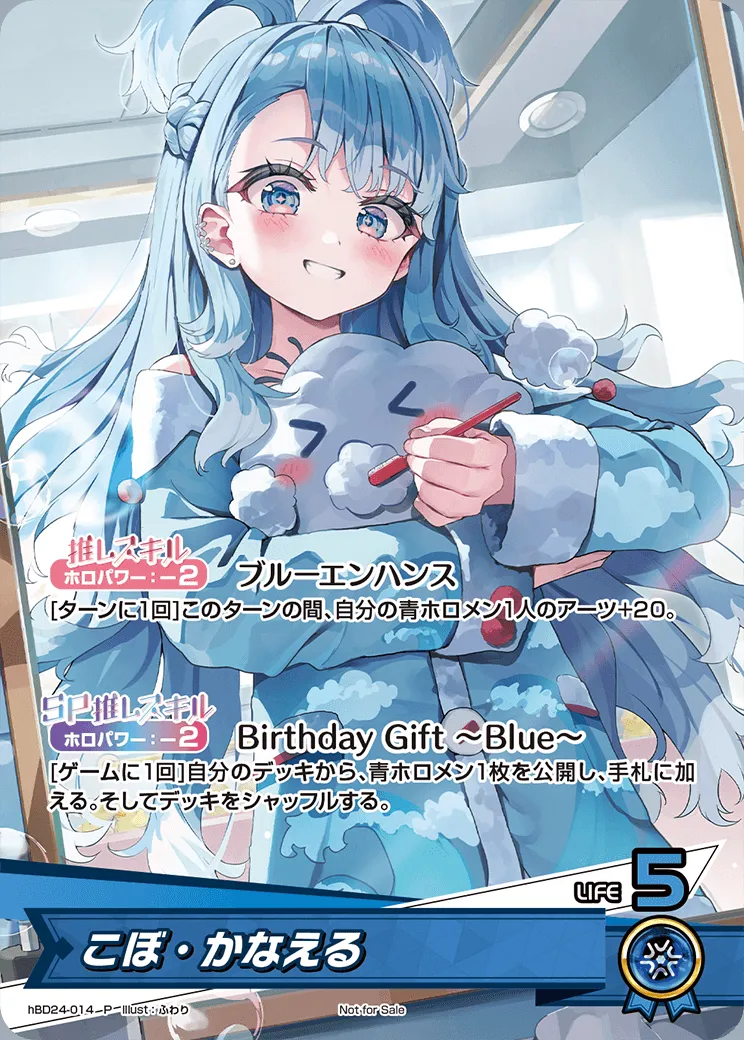 推しスキル
ホロパワー：－2
ブルーエンハンス
[ターンに1回]このターンの間、自分の青ホロメン1人のアーツ+20。
SP推しスキル
ホロパワー：－2
Birthday Gift ～Blue～
[ゲームに1回]自分のデッキから、青ホロメン1枚を公開し、手札に加
える。そしてデッキをシャッフルする。
LIFE 5
こぼ・かなえる
hBD24-014 P Illust：ふわり
Not for Sale